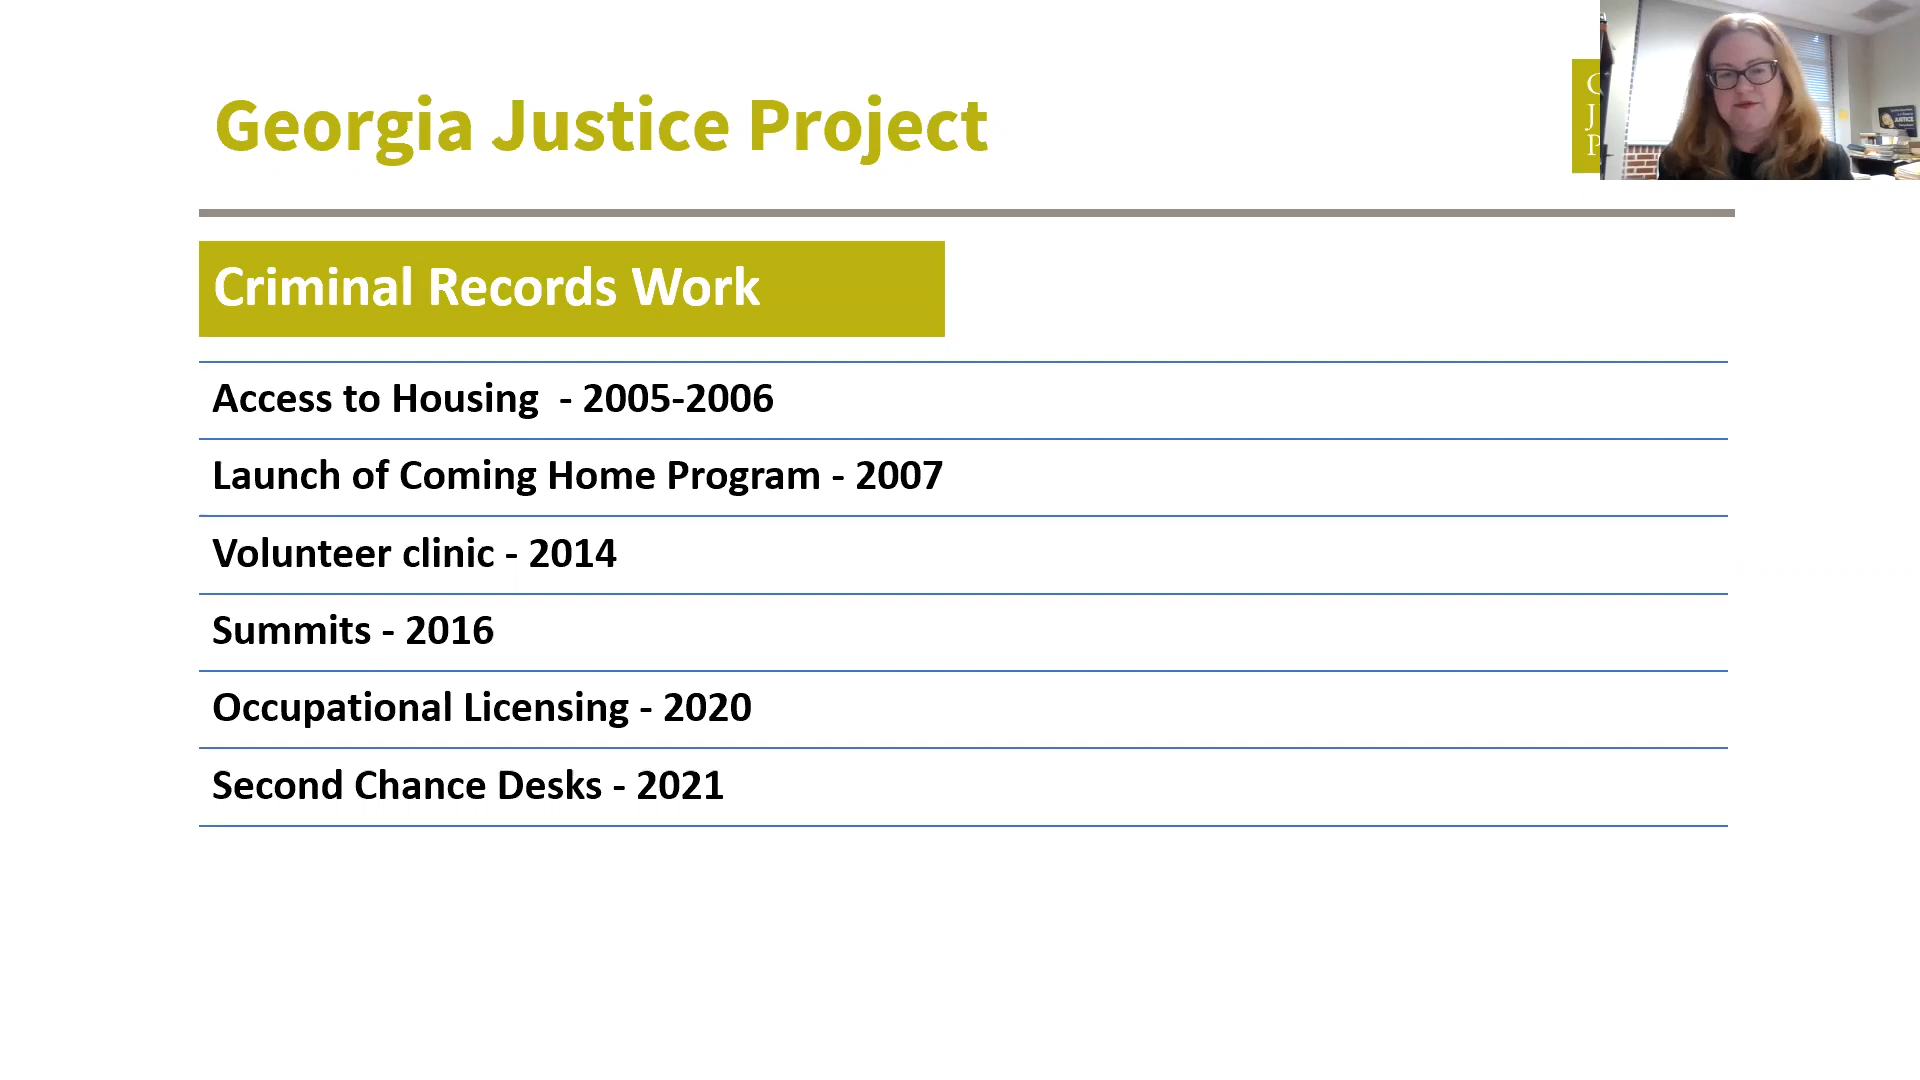 Georgia Justice Project
J
P
JUSTICE
Criminal Records Work
Access to Housing - 2005-2006
Launch of Coming Home Program - 2007
Volunteer clinic - 2014
Summits - 2016
Occupational Licensing - 2020
Second Chance Desks - 2021